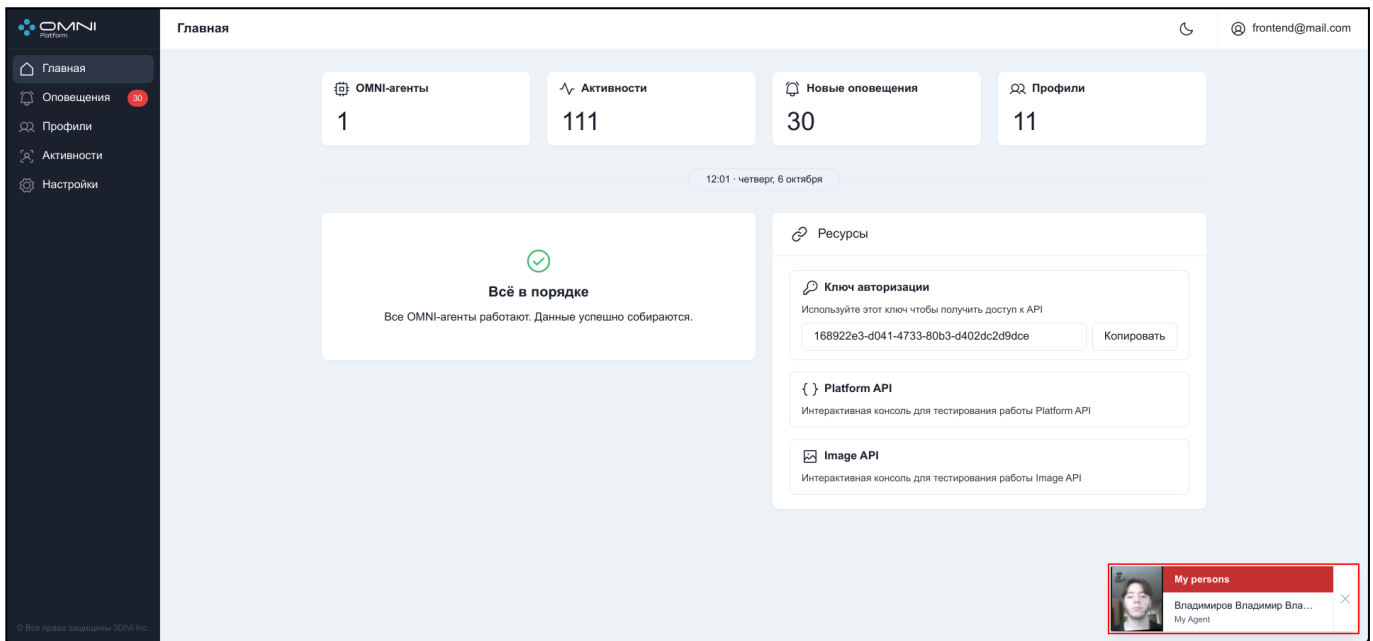 OMNI
Platform
Главная
frontend@mail.com
Главная
Оповещения 30
Профили
Активности
Настройки
OMNI-агенты
1
Активности
111
Новые оповещения
30
Профили
11
12:01 · четверг, 6 октября
Всё в порядке
Все OMNI-агенты работают. Данные успешно собираются.
Ресурсы
Ключ авторизации
Используйте этот ключ чтобы получить доступ к API
168922e3-d041-4733-80b3-d402dc2d9dce Копировать
{ } Platform API
Интерактивная консоль для тестирования работы Platform API
Image API
Интерактивная консоль для тестирования работы Image API
My persons
Владимиров Владимир Вла...
My Agent
© Все права защищены 3DiVi Inc.